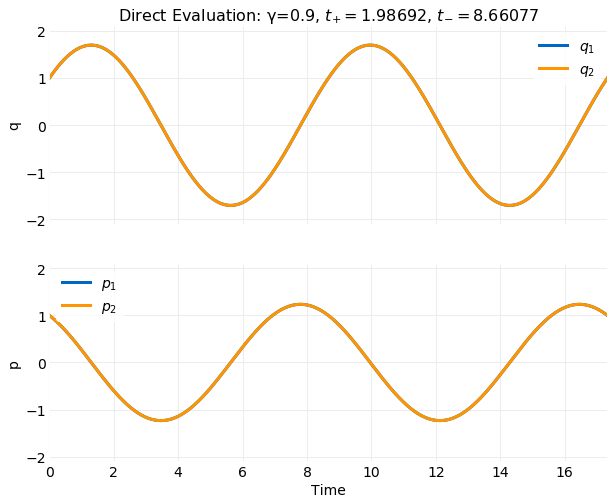 Direct Evaluation: γ=0.9, t₊ = 1.98692, t₋ = 8.66077
2
1
0
−1
−2
q
q₁
q₂
2
1
0
−1
−2
p
p₁
p₂
0 2 4 6 8 10 12 14 16
Time